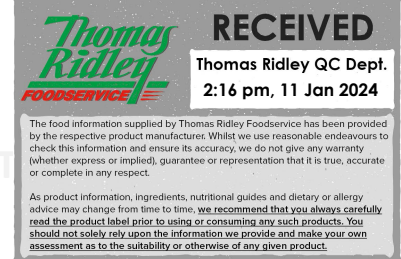 Thomas
Ridley
FOODSERVICE
RECEIVED
Thomas Ridley QC Dept.
2:16 pm, 11 Jan 2024
The food information supplied by Thomas Ridley Foodservice has been provided
by the respective product manufacturer. Whilst we use reasonable endeavours to
check this information and ensure its accuracy, we do not give any warranty
(whether express or implied), guarantee or representation that it is true, accurate
or complete in any respect.
As product information, ingredients, nutritional guides and dietary or allergy
advice may change from time to time, we recommend that you always carefully
read the product label prior to using or consuming any such products. You
should not solely rely upon the information we provide and make your own
assessment as to the suitability or otherwise of any given product.